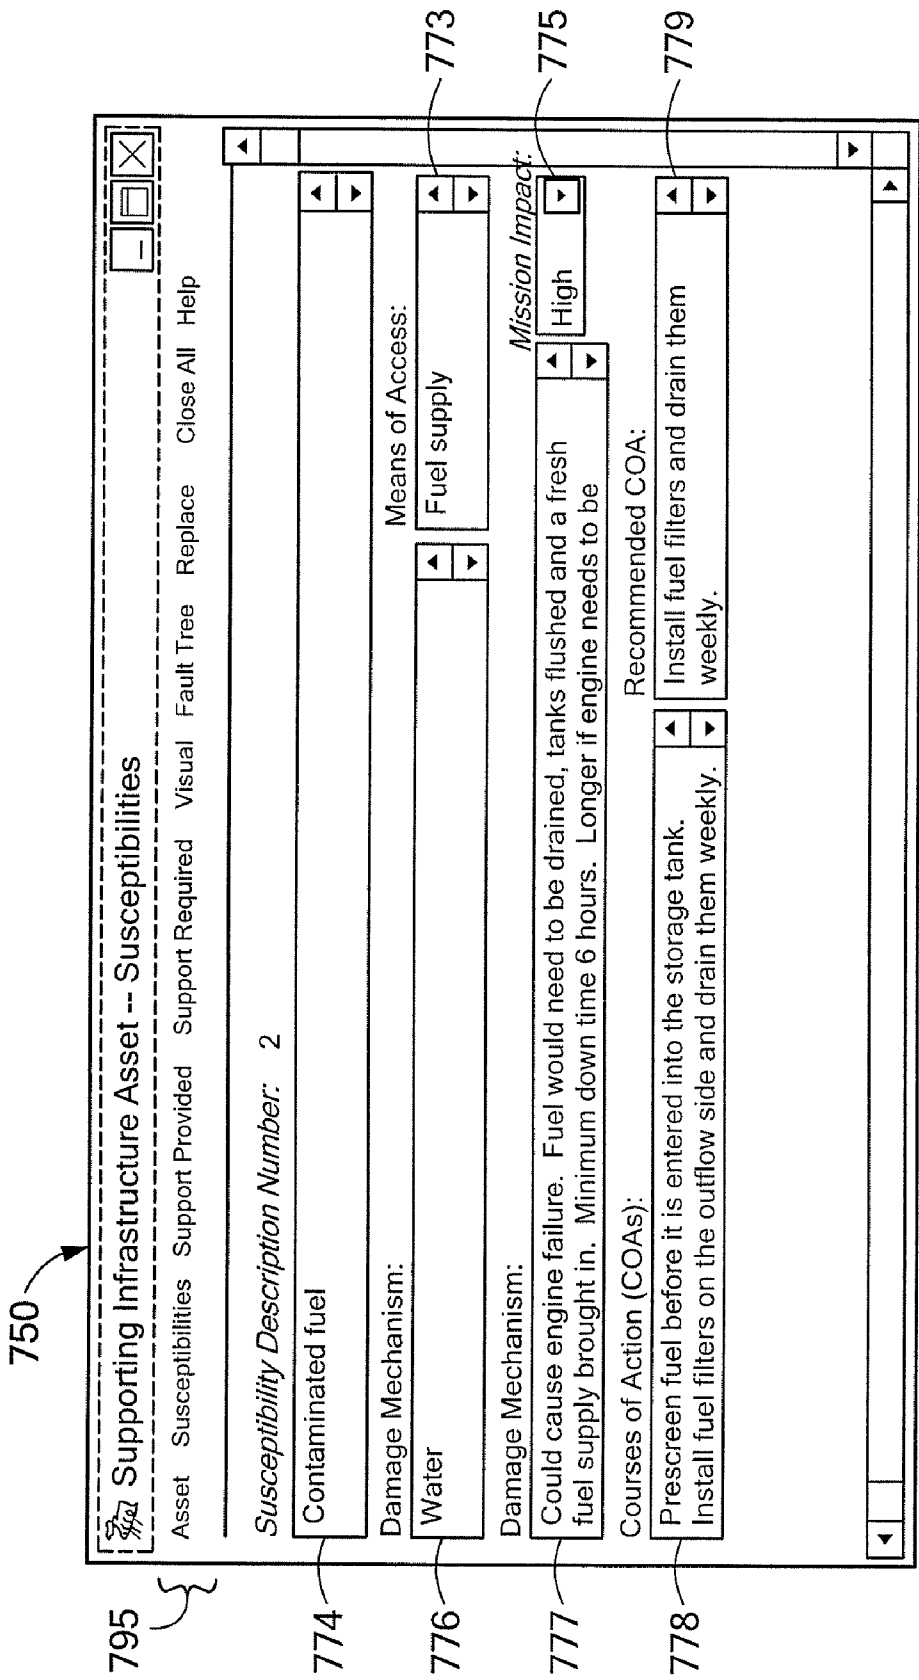 750
Supporting Infrastructure Asset -- Susceptibilities
795
Asset Susceptibilities Support Provided Support Required Visual Fault Tree Replace Close All Help
Susceptibility Description Number: 2
774
Contaminated fuel
Damage Mechanism:
Means of Access:
776
Water
Fuel supply
773
Damage Mechanism:
Mission Impact:
777
Could cause engine failure. Fuel would need to be drained, tanks flushed and a fresh
fuel supply brought in. Minimum down time 6 hours. Longer if engine needs to be
High
775
Courses of Action (COAs):
Recommended COA:
778
Prescreen fuel before it is entered into the storage tank.
Install fuel filters on the outflow side and drain them weekly.
Install fuel filters and drain them
weekly.
779